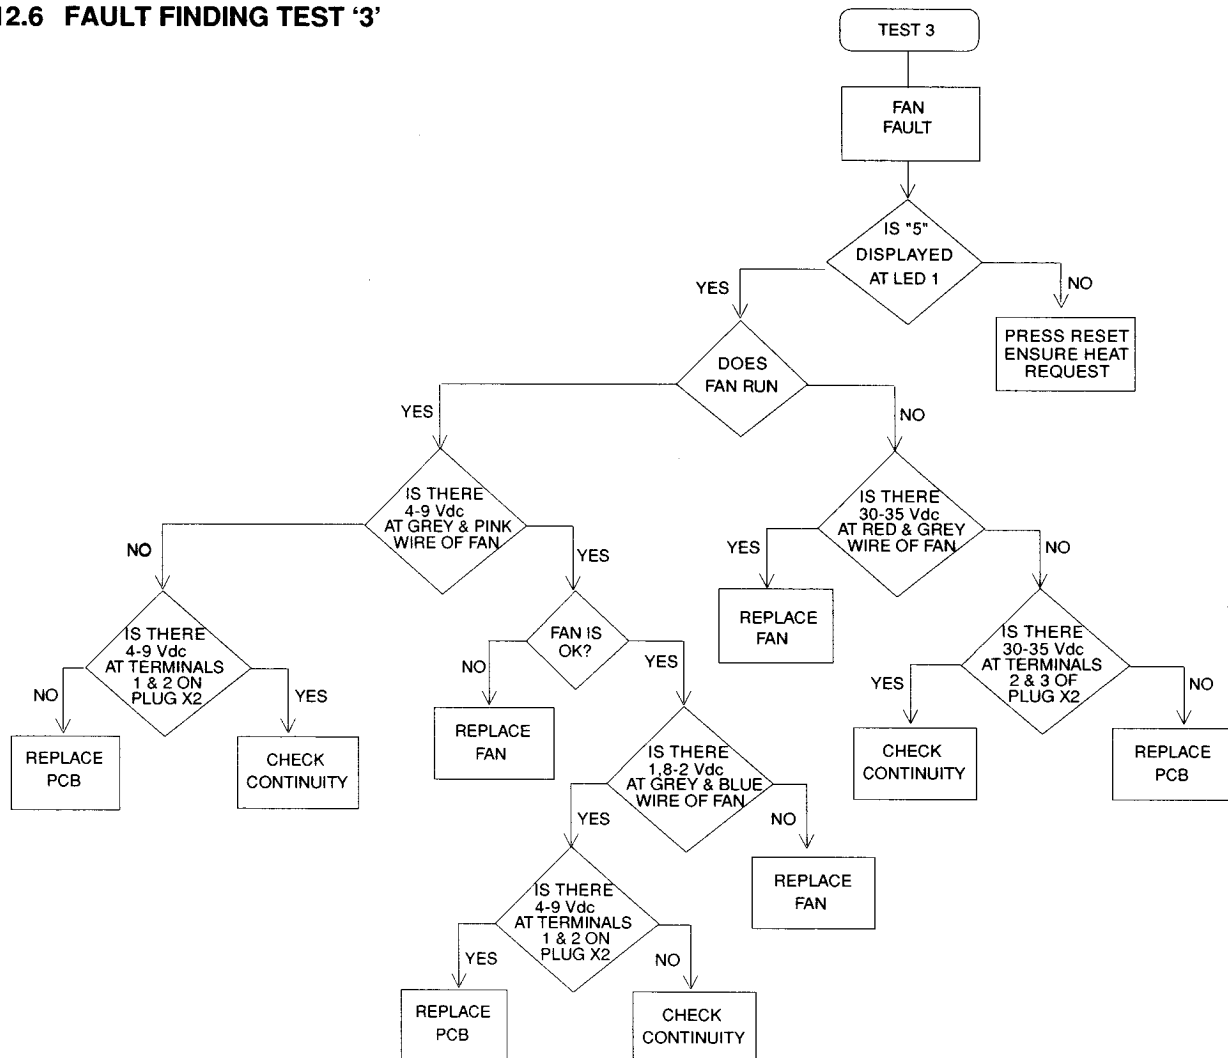 12.6 FAULT FINDING TEST ‘3’
TEST 3
FAN
FAULT
IS "5"
DISPLAYED
AT LED 1
YES
NO
PRESS RESET
ENSURE HEAT
REQUEST
DOES
FAN RUN
YES
NO
IS THERE
4-9 Vdc
AT GREY & PINK
WIRE OF FAN
NO
YES
IS THERE
30-35 Vdc
AT RED & GREY
WIRE OF FAN
YES
NO
IS THERE
4-9 Vdc
AT TERMINALS
1 & 2 ON
PLUG X2
NO
YES
REPLACE
PCB
CHECK
CONTINUITY
FAN IS
OK?
NO
YES
REPLACE
FAN
REPLACE
FAN
IS THERE
30-35 Vdc
AT TERMINALS
2 & 3 OF
PLUG X2
YES
NO
CHECK
CONTINUITY
REPLACE
PCB
IS THERE
1,8-2 Vdc
AT GREY & BLUE
WIRE OF FAN
YES
NO
REPLACE
FAN
IS THERE
4-9 Vdc
AT TERMINALS
1 & 2 ON
PLUG X2
YES
NO
REPLACE
PCB
CHECK
CONTINUITY